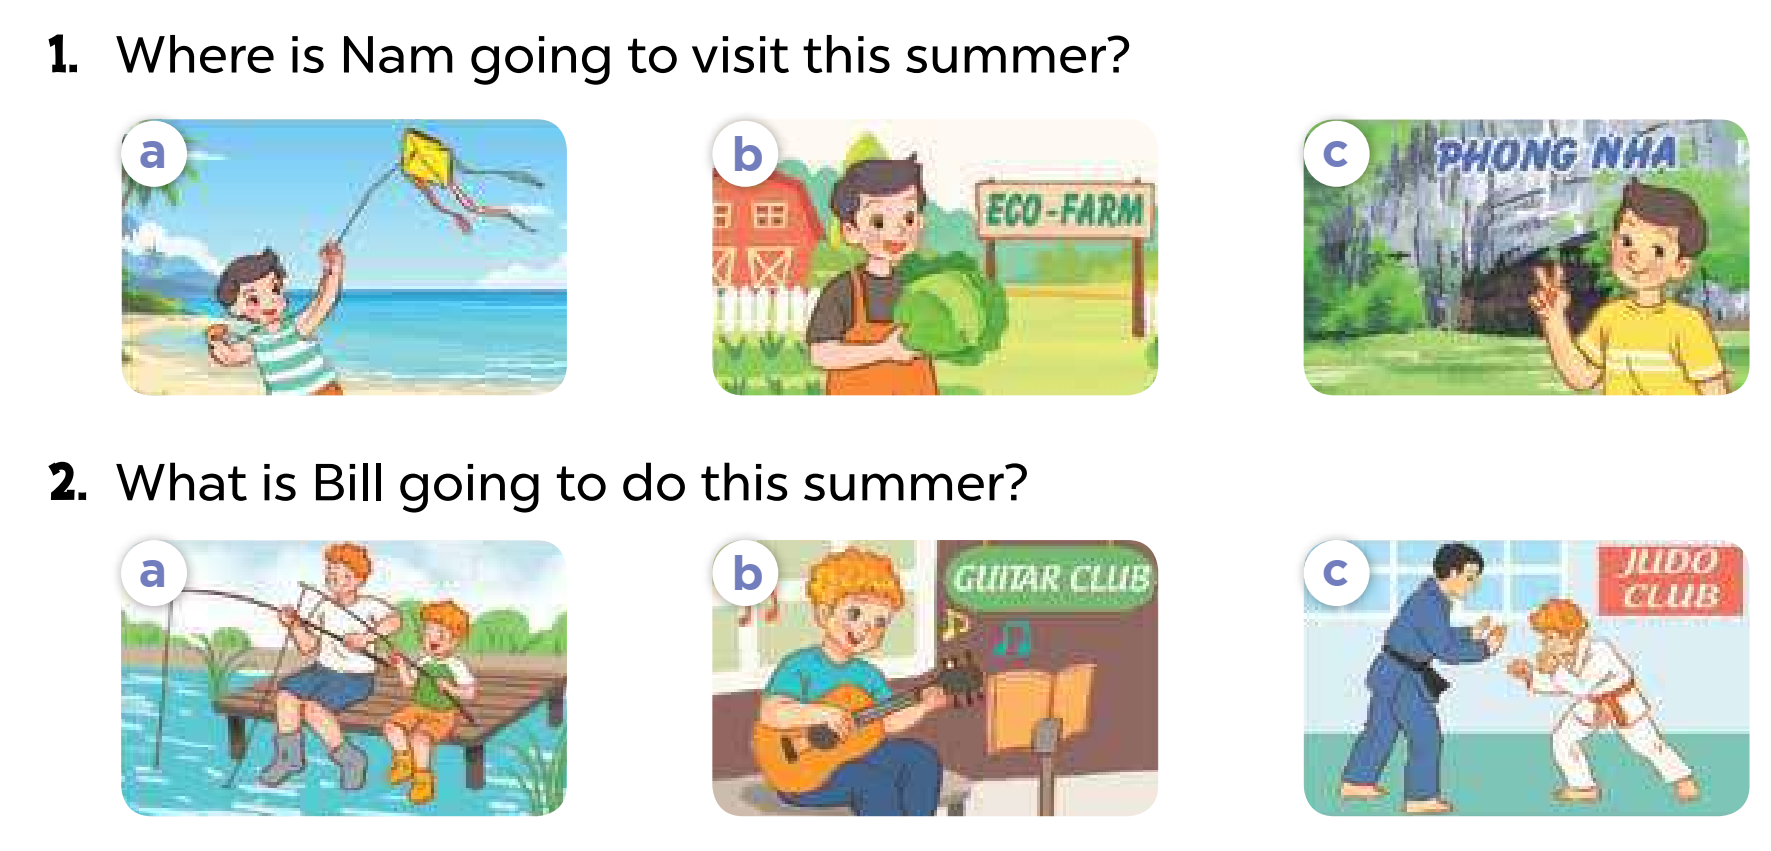 1. Where is Nam going to visit this summer?
a
b
ECO-FARM
c
PHONG NHA
2. What is Bill going to do this summer?
a
b
GUITAR CLUB
c
JUDO
CLUB